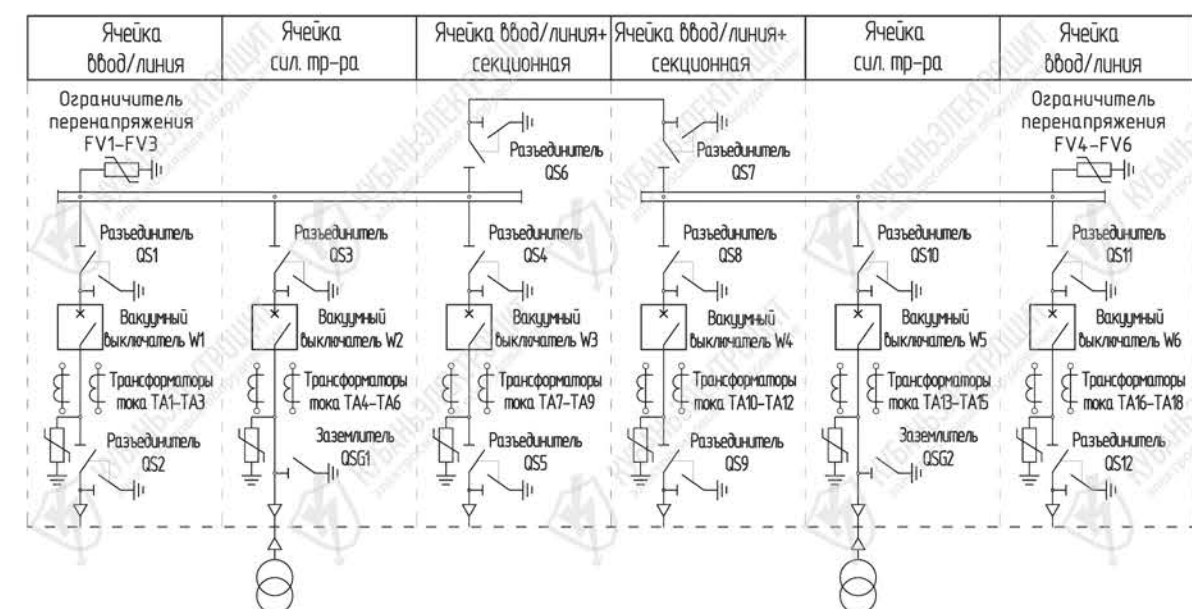 Ячейка
ввод/линия
Ячейка
сил. тр-ра
Ячейка ввод/линия+
секционная
Ячейка ввод/линия+
секционная
Ячейка
сил. тр-ра
Ячейка
ввод/линия
Ограничитель
перенапряжения
FV1-FV3
Разъединитель
QS6
Разъединитель
QS7
Ограничитель
перенапряжения
FV4-FV6
Разъединитель
QS1
Разъединитель
QS3
Разъединитель
QS4
Разъединитель
QS8
Разъединитель
QS10
Разъединитель
QS11
Вакуумный
выключатель W1
Вакуумный
выключатель W2
Вакуумный
выключатель W3
Вакуумный
выключатель W4
Вакуумный
выключатель W5
Вакуумный
выключатель W6
Трансформаторы
тока TA1-TA3
Трансформаторы
тока TA4-TA6
Трансформаторы
тока TA7-TA9
Трансформаторы
тока TA10-TA12
Трансформаторы
тока TA13-TA15
Трансформаторы
тока TA16-TA18
Разъединитель
QS2
Заземлитель
QSG1
Разъединитель
QS5
Разъединитель
QS9
Заземлитель
QSG2
Разъединитель
QS12
КУБАНЬЭЛЕКТРОЩИТ